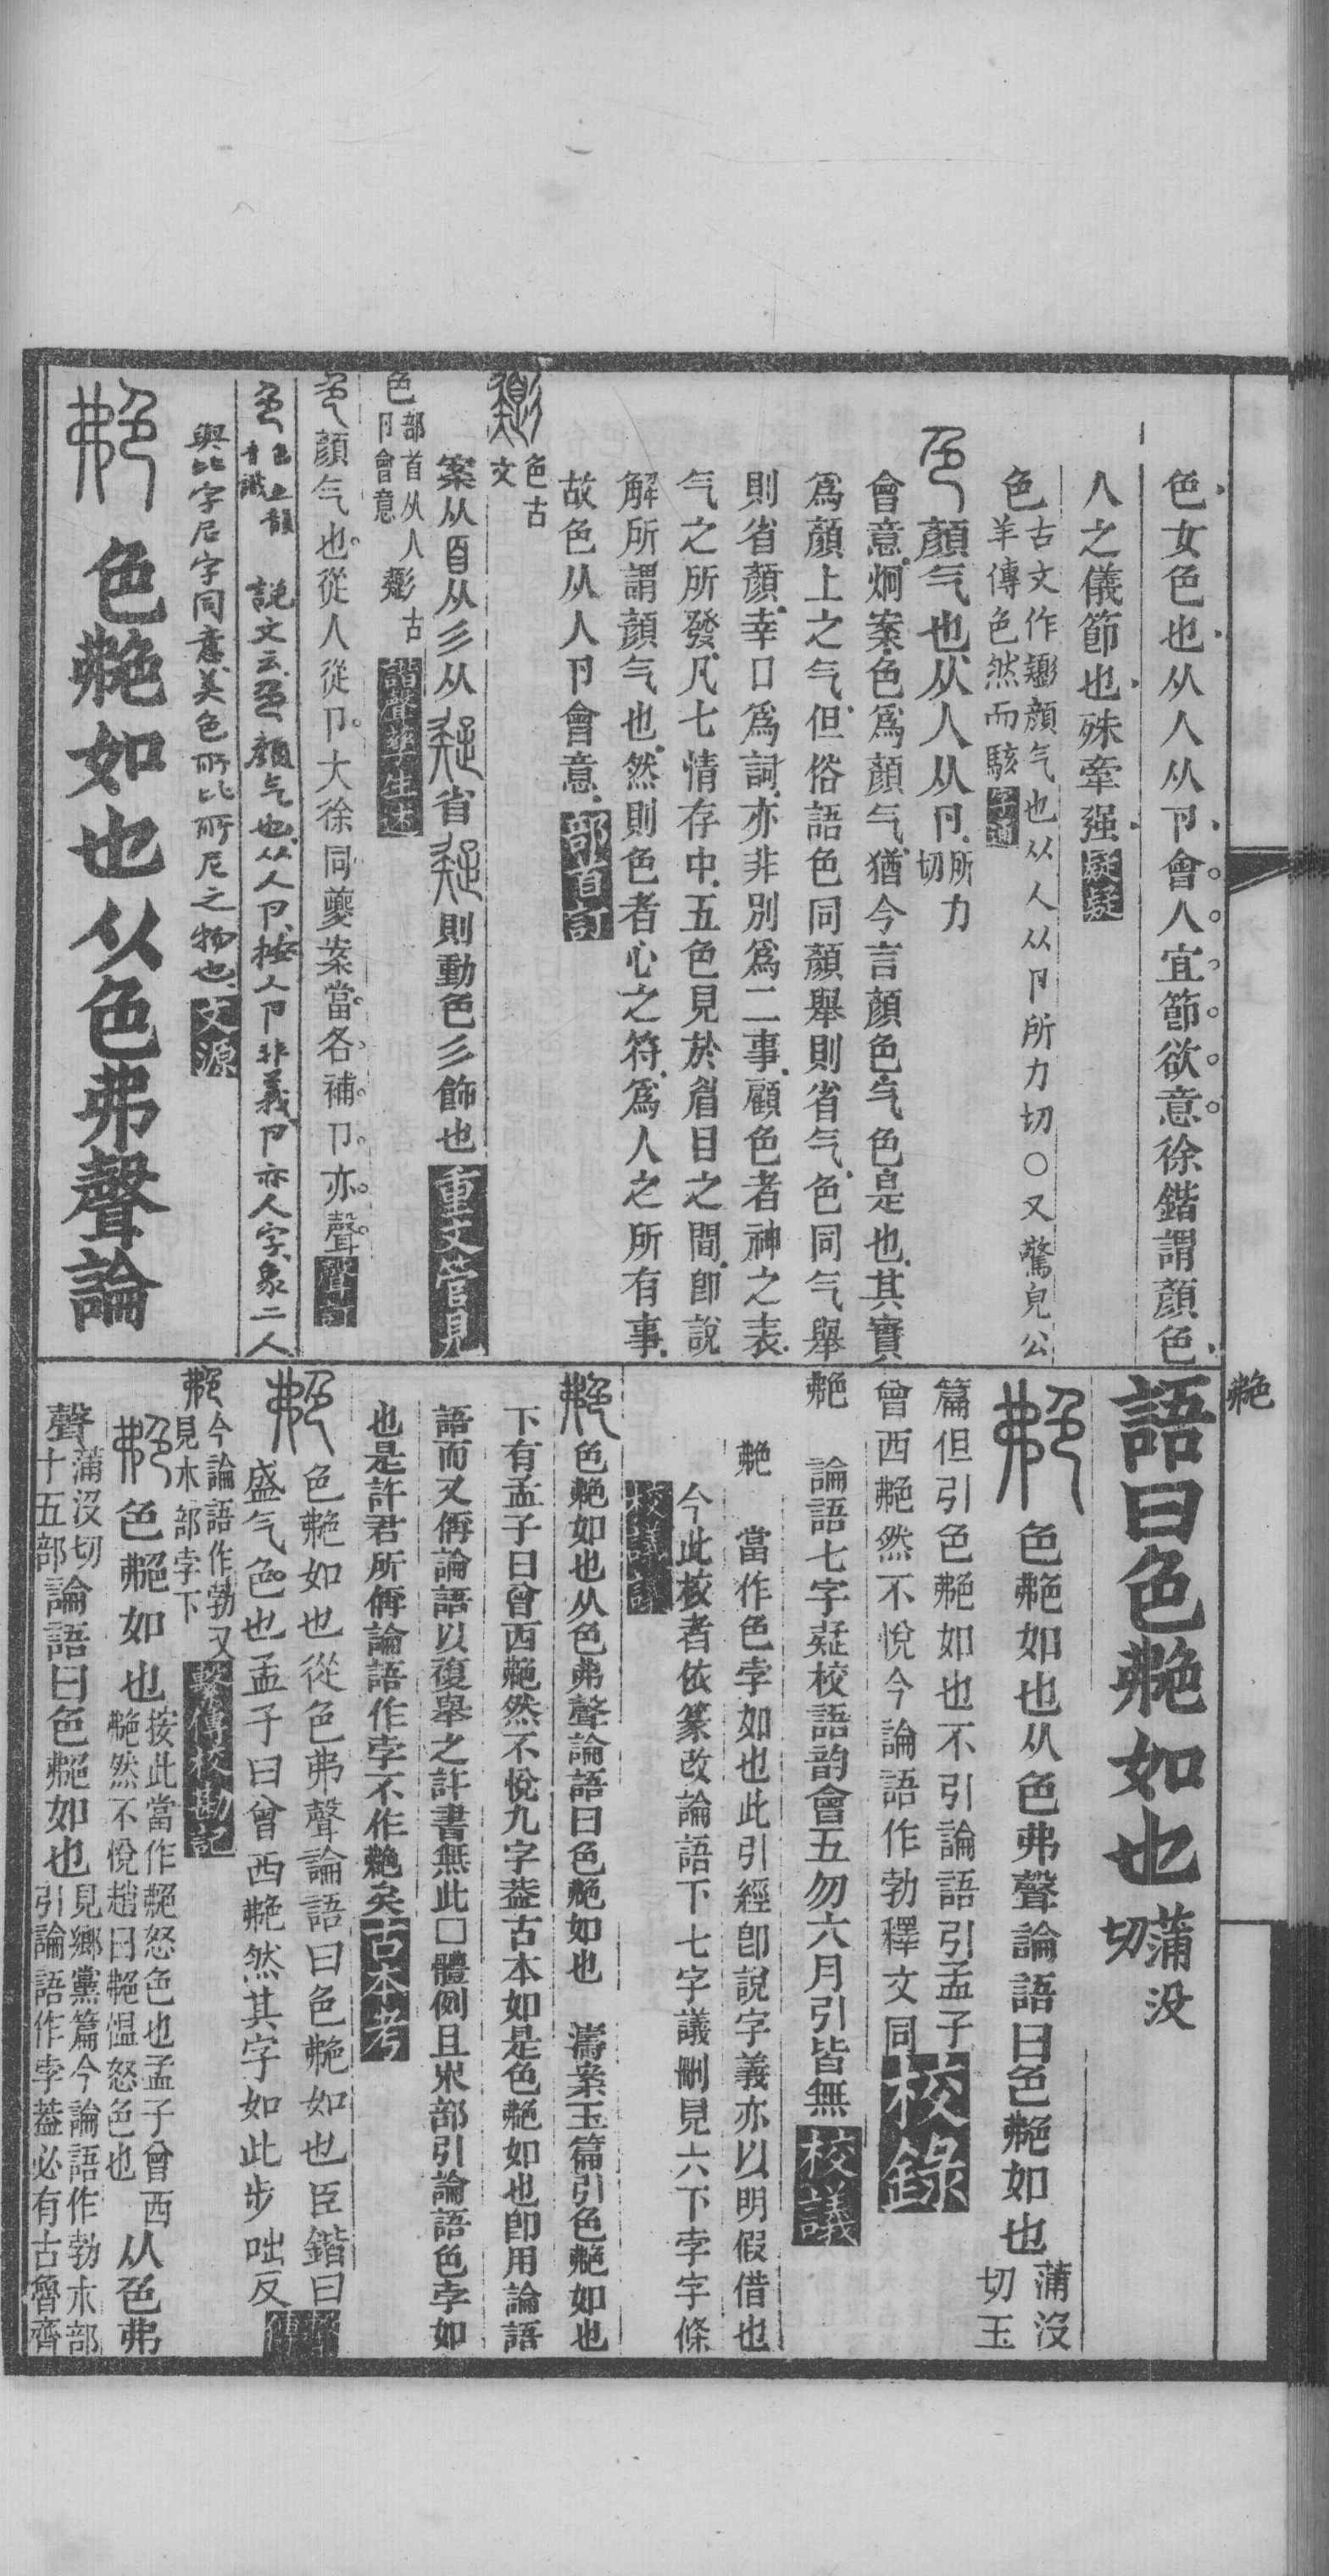 色女色也从人从卪會人宜節欲意徐鍇謂顏色
人之儀節也殊牽强
疑疑
色
古文作𢒫顏气也从人从卪所力切○又驚皃公
羊傳色然而駭
字通
顏气也从人从卪
所力
切
會意炯案色爲顏气猶今言顏色气色是也其實
爲顏上之气但俗語色同顏舉則省气色同气舉
則省顏幸口爲詞亦非別爲二事顧色者神之表
气之所發凡七情存中五色見於眉目之間卽說
解所謂顏气也然則色者心之符爲人之所有事
故色从人卪會意
部首訂
色古
文
案从𦣻从彡从疑省疑則動色彡飾也
重文管見
色
部首从人
卪會意
古
顏气也從人從卪大徐同夔案當各補卪亦聲
聲訂
說文云色顏气也从人卪按人卪非義卪亦人字象二人
與比字尼字同意美色所比所尼之物也
文源
色艴如也从色弗聲論
艴
語曰色艴如也
蒲没
切
色艴如也从色弗聲論語曰色艴如也
蒲没
切玉
篇但引色艴如也不引論語引孟子
曾西艴然不悅今論語作勃釋文同
校錄
艴 論語七字疑校語韵會五勿六月引皆無
校議
艴 當作色孛如也此引經卽說字義亦以明假借也
今此校者依篆改論語下七字議刪見六下孛字條
校議議
色艴如也从色弗聲論語曰色艴如也 濤案玉篇引色艴如也
下有孟子曰曾西艴然不悅九字葢古本如是色艴如也卽用論語
語而又偁論語以復舉之許書無此□體例且𣎵部引論語色孛如
也是許君所偁論語作孛不作艴矣
古本考
色艴如也從色弗聲論語曰色艴如也臣鍇曰
盛气色也孟子曰曾西艴然其字如此步咄反
繫傳
艴
今論語作勃又
見𣎵部孛下
繫傳校勘記
色艴如也
按此當作艴怒色也孟子曾西
艴然不悅趙曰艴愠怒色也
从色弗
聲
蒲没切
十五部
論語曰色艴如也
見鄉黨篇今論語作勃𣎵部
引論語作孛葢必有古魯齊